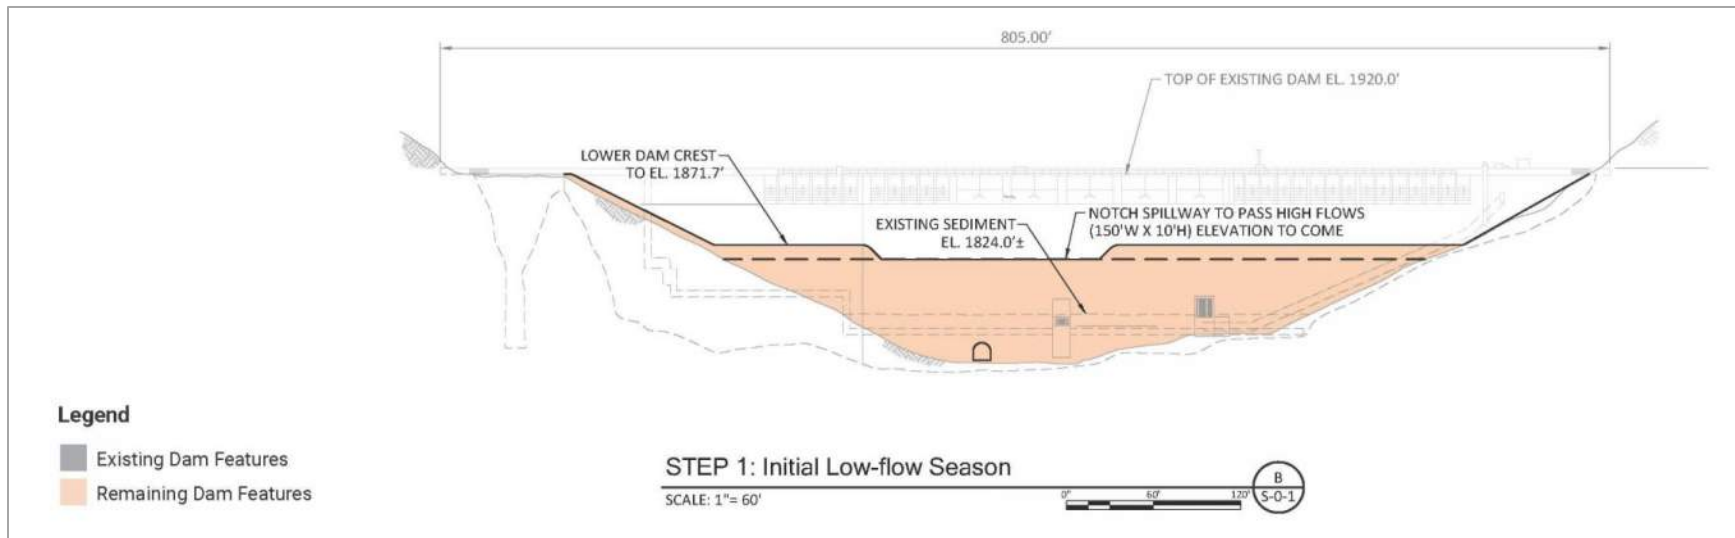 805.00'
TOP OF EXISTING DAM EL. 1920.0'
LOWER DAM CREST
TO EL. 1871.7'
EXISTING SEDIMENT
EL. 1824.0'±
NOTCH SPILLWAY TO PASS HIGH FLOWS
(150'W X 10'H) ELEVATION TO COME
Legend
Existing Dam Features
Remaining Dam Features
STEP 1: Initial Low-flow Season
SCALE: 1"= 60'
0" 60' 120'
B
S-0-1